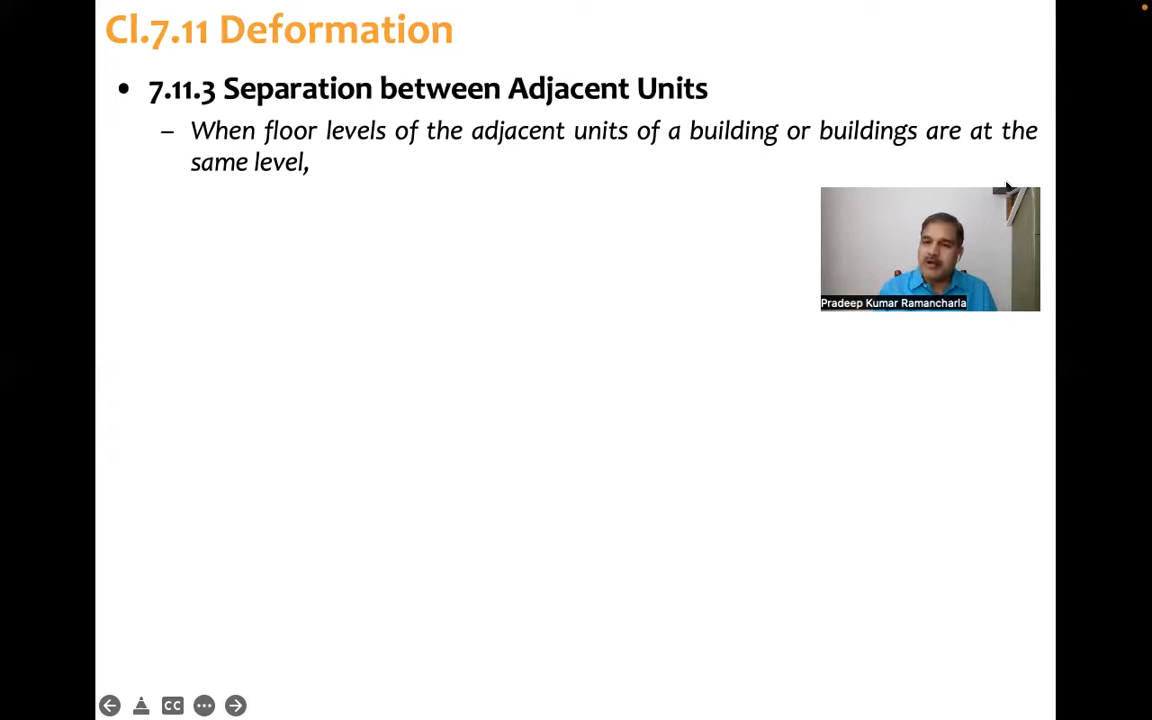 Cl.7.11 Deformation
• 7.11.3 Separation between Adjacent Units
– When floor levels of the adjacent units of a building or buildings are at the
same level,
Pradeep Kumar Ramancharla
CC